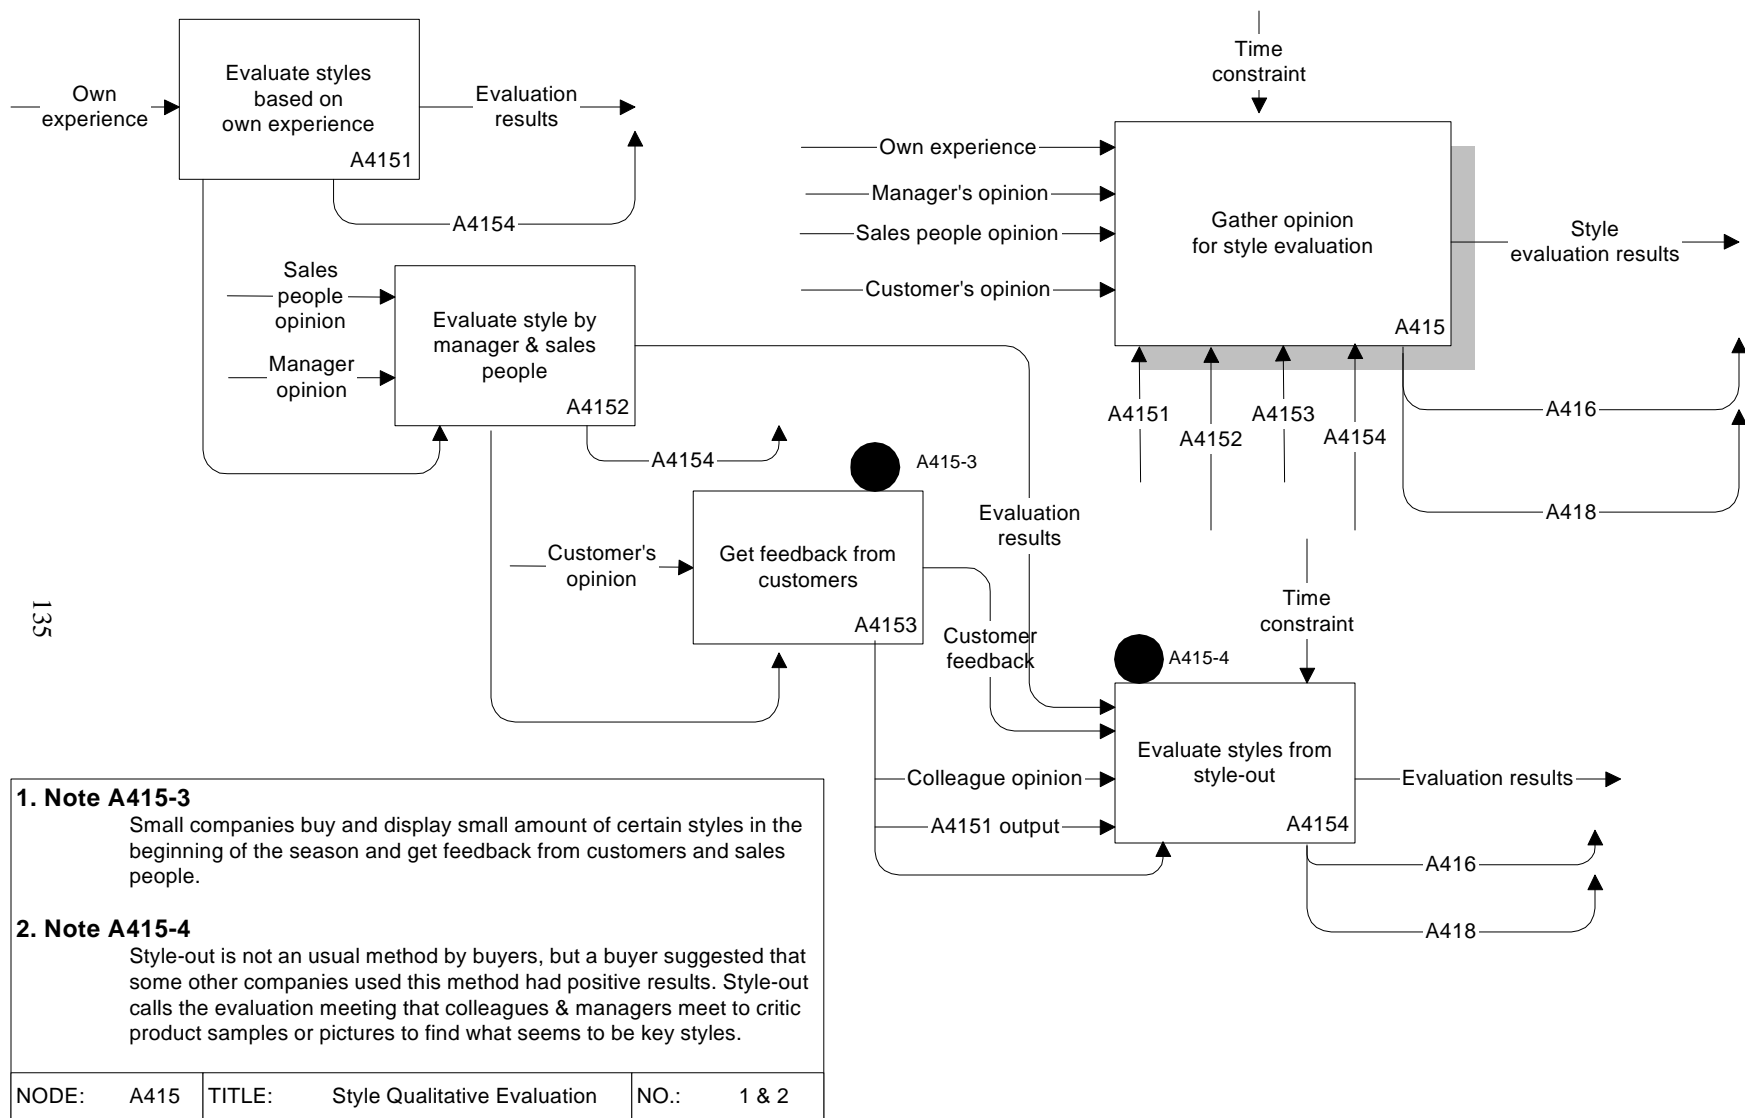 Evaluate styles
based on
own experience
A4151
Own
experience
Evaluation
results
A4154
Sales
people
opinion
Manager
opinion
Evaluate style by
manager & sales
people
A4152
A4154
A415-3
Customer's
opinion
Get feedback from
customers
A4153
Evaluation
results
Customer
feedback
Time
constraint
Own experience
Manager's opinion
Sales people opinion
Customer's opinion
Gather opinion
for style evaluation
A415
Style
evaluation results
A4151
A4152
A4153
A4154
A416
A418
Time
constraint
A415-4
Evaluate styles from
style-out
A4154
Colleague opinion
A4151 output
Evaluation results
A416
A418
135
1. Note A415-3
Small companies buy and display small amount of certain styles in the
beginning of the season and get feedback from customers and sales
people.
2. Note A415-4
Style-out is not an usual method by buyers, but a buyer suggested that
some other companies used this method had positive results. Style-out
calls the evaluation meeting that colleagues & managers meet to critic
product samples or pictures to find what seems to be key styles.
NODE: A415 TITLE: Style Qualitative Evaluation NO.: 1 & 2